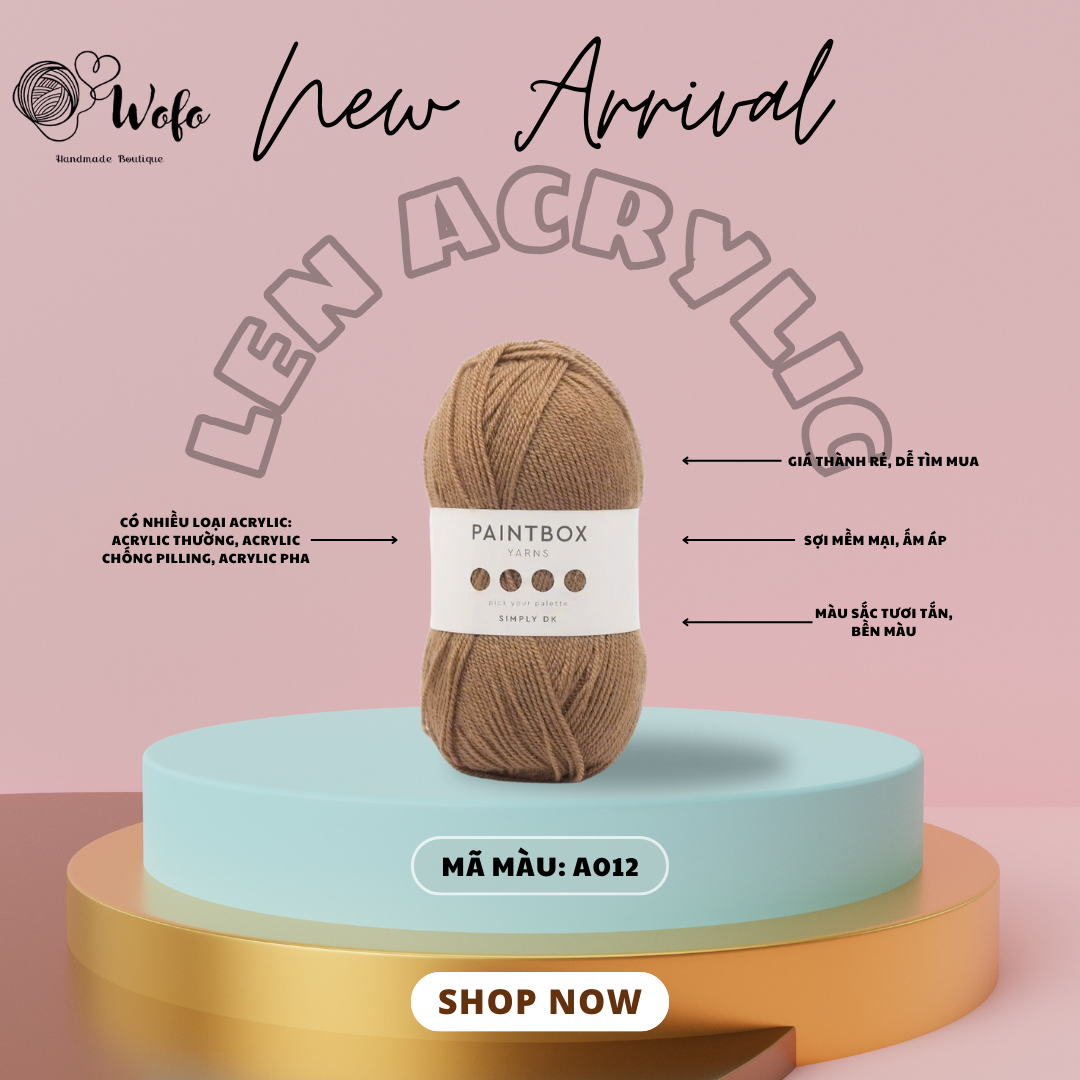 Wofo
Handmade Boutique
New Arrival
LEN ACRYLIC
GIÁ THÀNH RẺ, DỄ TÌM MUA
CÓ NHIỀU LOẠI ACRYLIC:
ACRYLIC THƯỜNG, ACRYLIC
CHỐNG PILLING, ACRYLIC PHA
SỢI MỀM MẠI, ẤM ÁP
MÀU SẮC TƯƠI TẮN,
BỀN MÀU
PAINTBOX
YARNS
pick your palette
SIMPLY DK
MÃ MÀU: A012
SHOP NOW